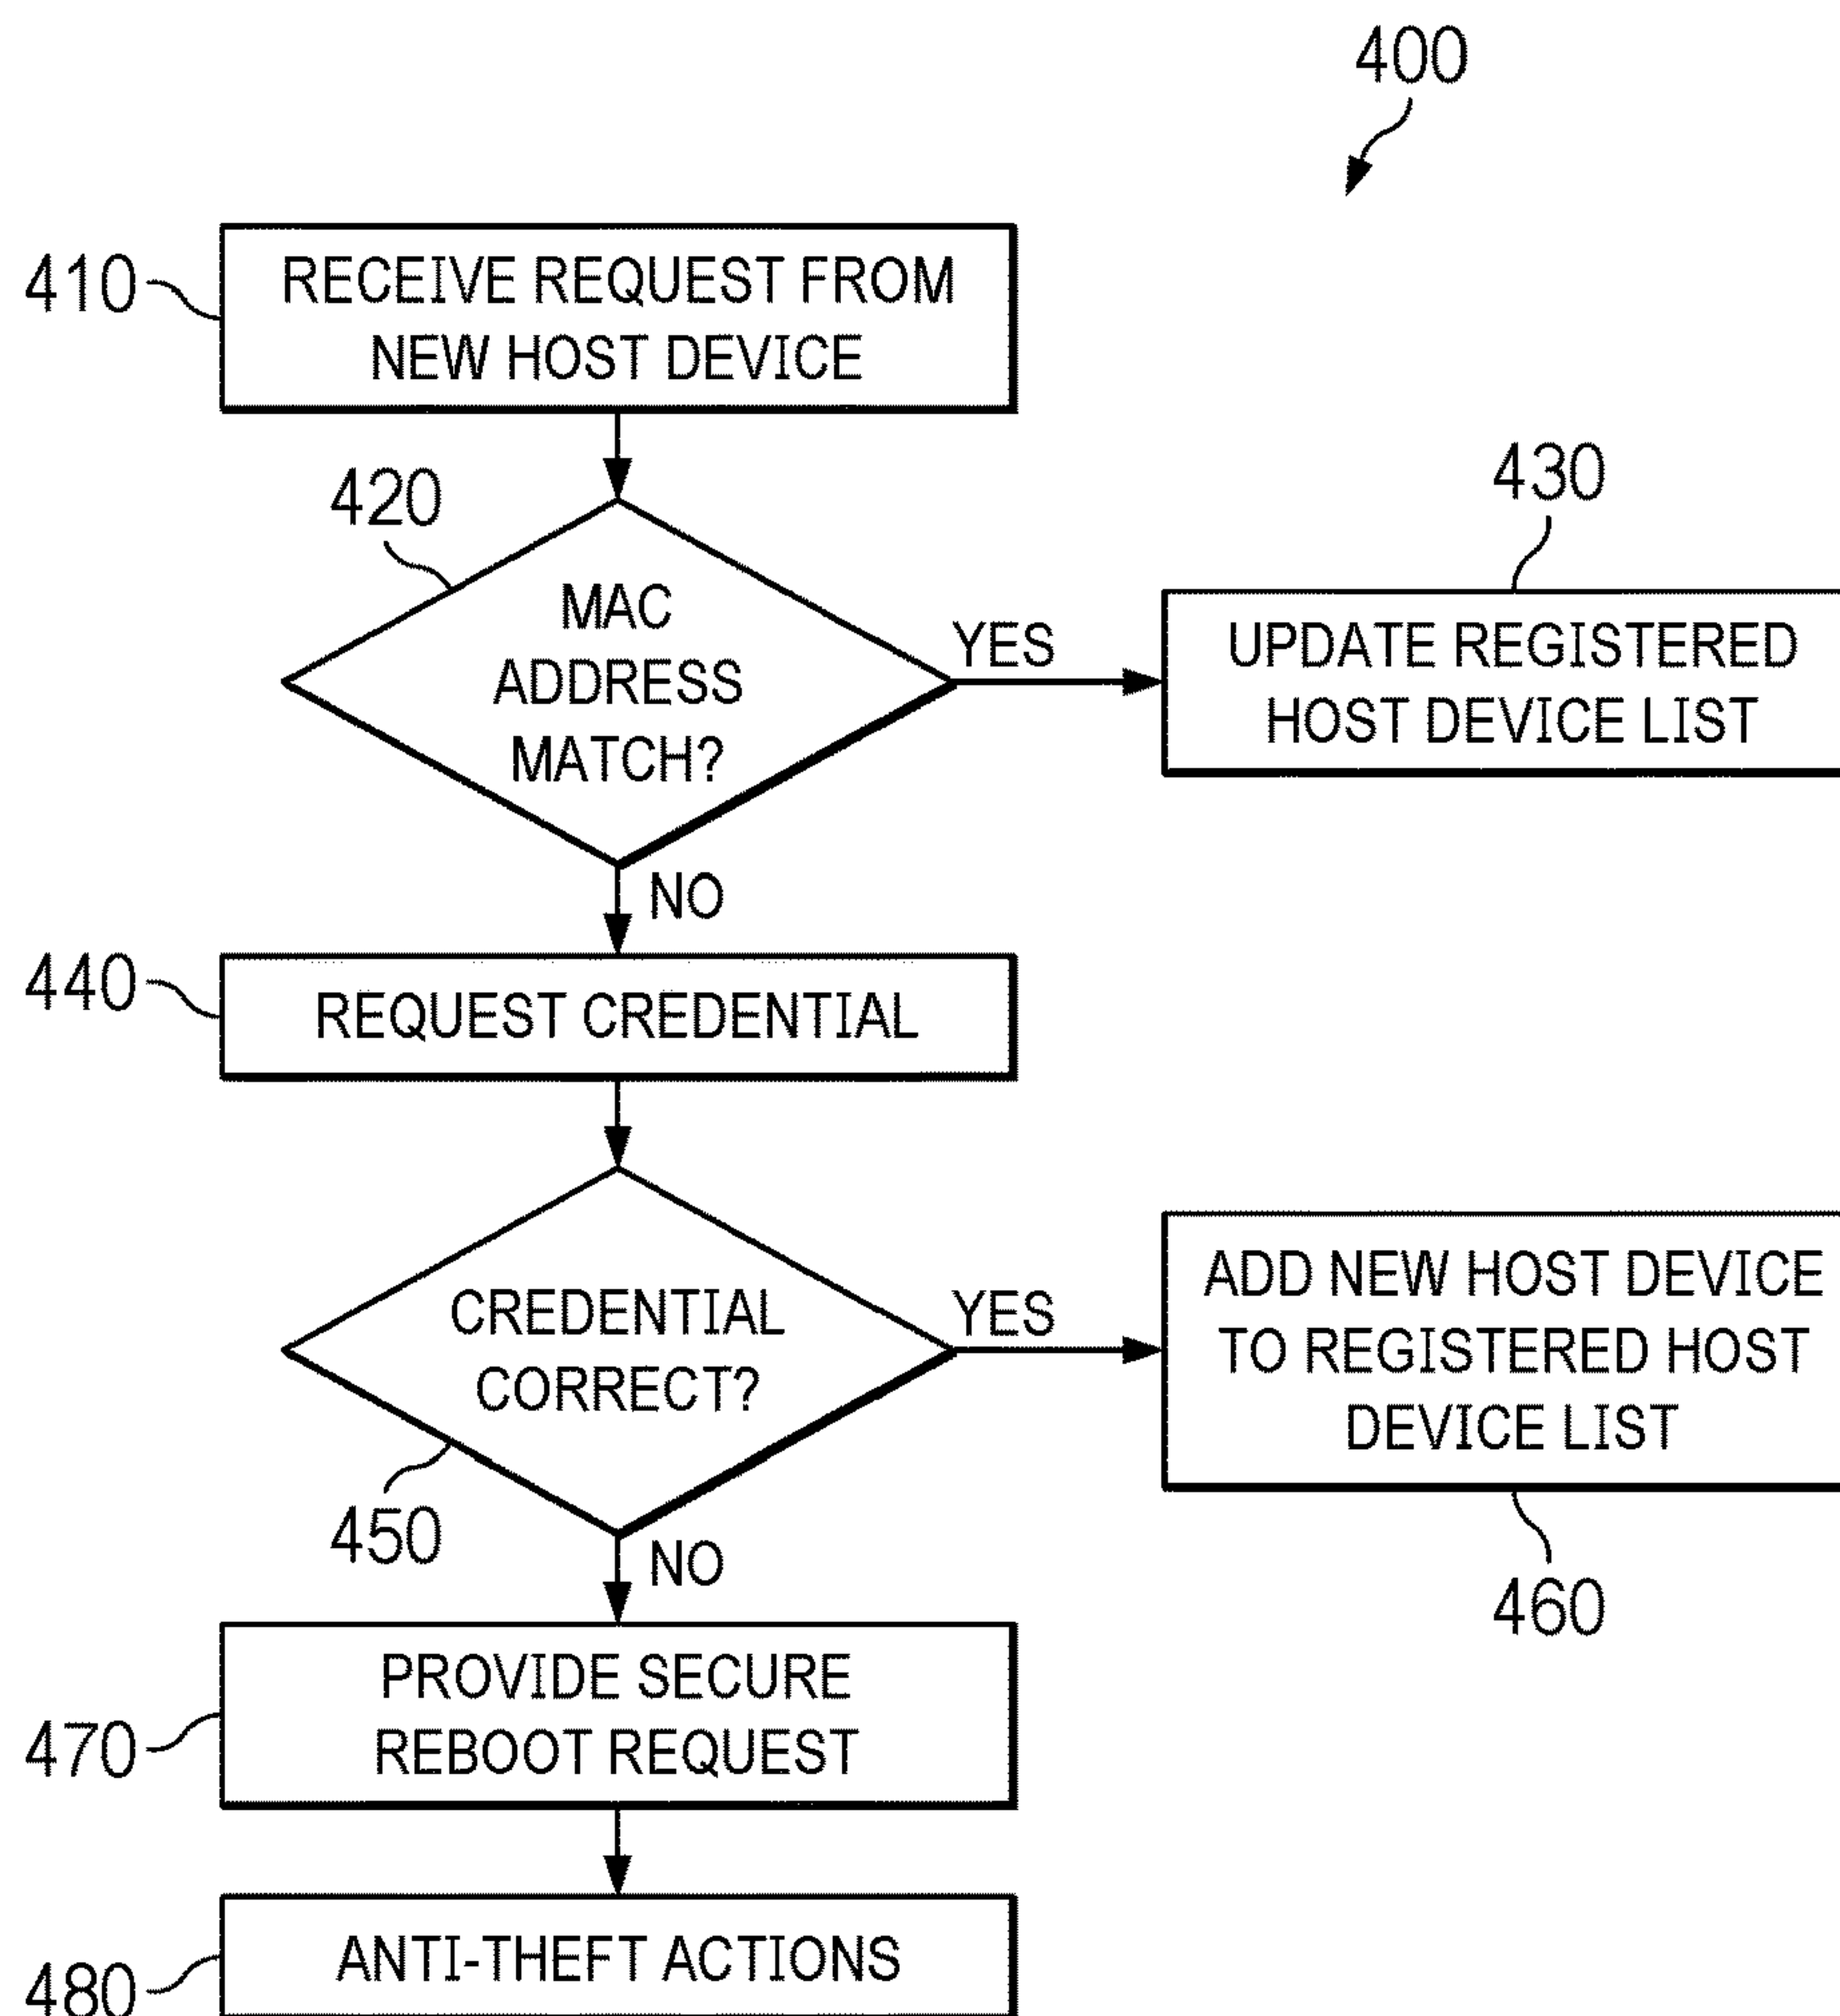 400
410
RECEIVE REQUEST FROM
NEW HOST DEVICE
420
MAC
ADDRESS
MATCH?
YES
430
UPDATE REGISTERED
HOST DEVICE LIST
NO
440
REQUEST CREDENTIAL
CREDENTIAL
CORRECT?
450
YES
ADD NEW HOST DEVICE
TO REGISTERED HOST
DEVICE LIST
460
NO
470
PROVIDE SECURE
REBOOT REQUEST
480
ANTI-THEFT ACTIONS